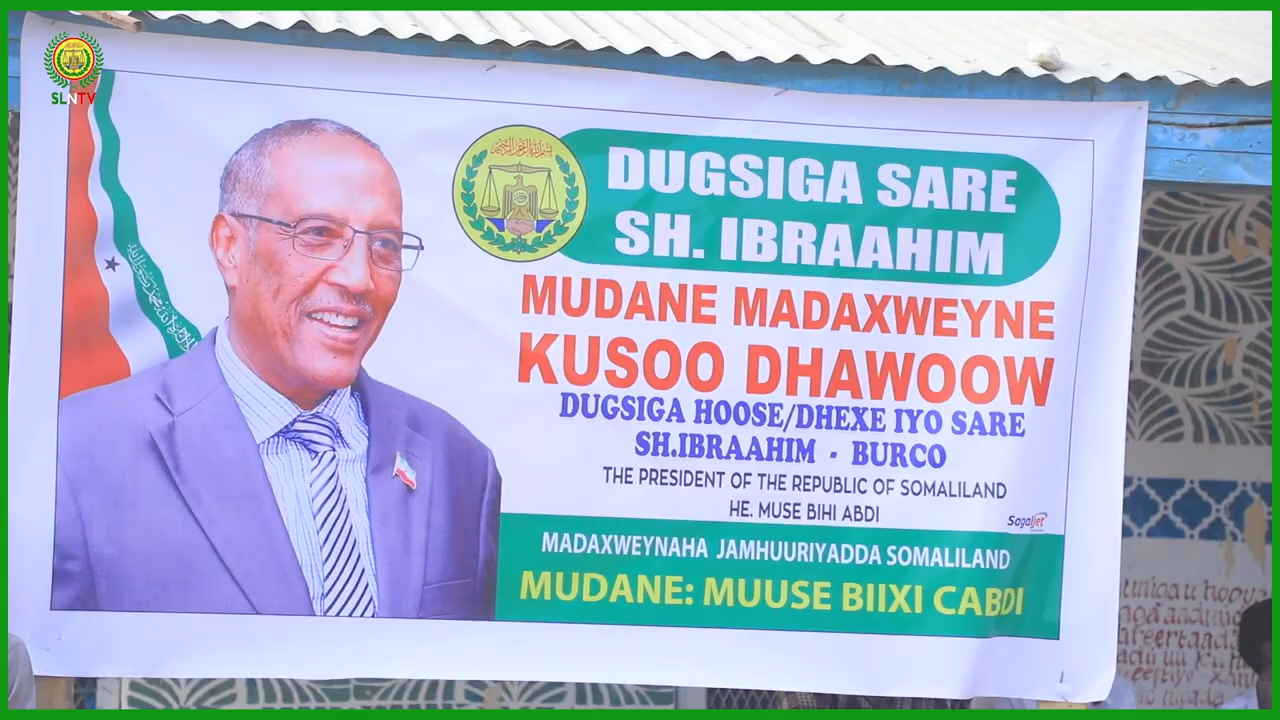 SLNTV
DUGSIGA SARE
SH. IBRAAHIM
MUDANE MADAXWEYNE
KUSOO DHAWOOW
DUGSIGA HOOSE/DHEXE IYO SARE
SH.IBRAAHIM - BURCO
THE PRESIDENT OF THE REPUBLIC OF SOMALILAND
HE. MUSE BIHI ABDI
Sagaljet
MADAXWEYNAHA JAMHUURIYADDA SOMALILAND
MUDANE: MUUSE BIIXI CABDI